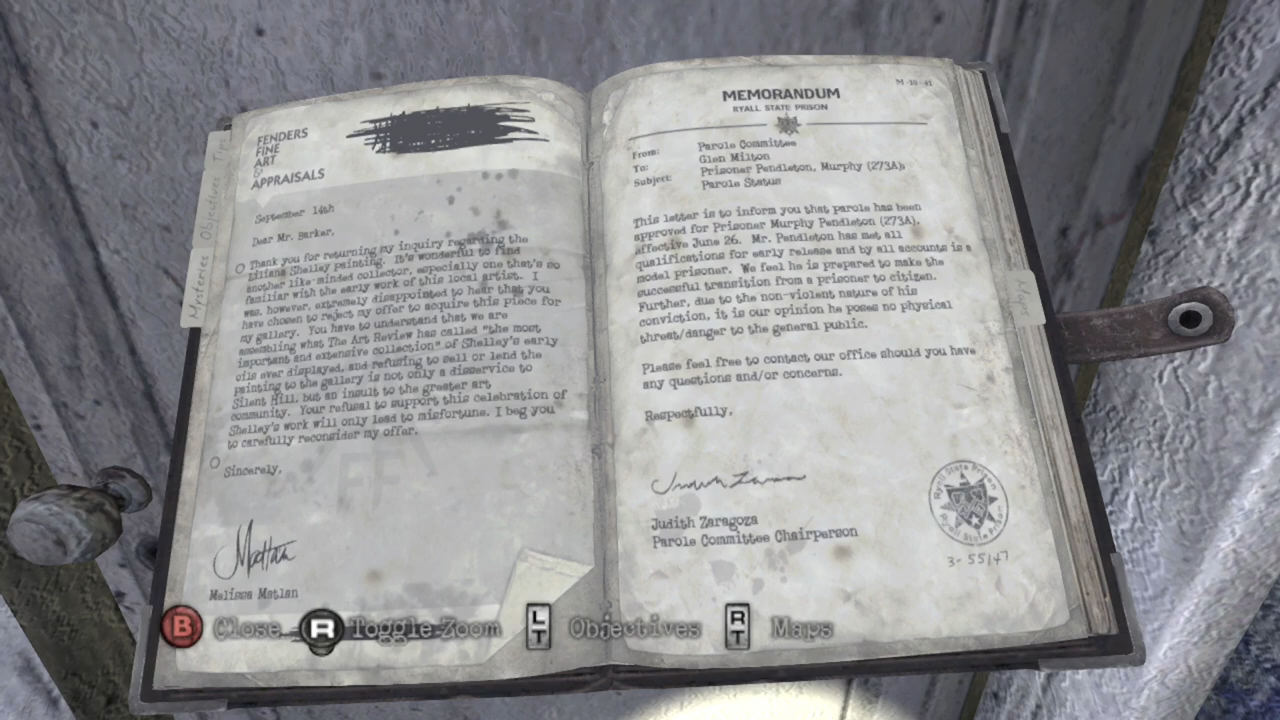 FENDERS
FINE
ART
&
APPRAISALS
September 14th
Dear Mr. Barker,
Thank you for returning my inquiry regarding the
Liliana Shelley painting. It's wonderful to find
another like-minded collector, especially one that's so
familiar with the early work of this local artist. I
was, however, extremely disappointed to hear that you
have chosen to reject my offer to acquire this piece for
my gallery. You have to understand that we are
assembling what The Art Review has called "the most
important and extensive collection" of Shelley's early
oils ever displayed, and refusing to sell or lend the
painting to the gallery is not only a disservice to
Silent Hill, but an insult to the greater art
community. Your refusal to support this celebration of
Shelley's work will only lead to misfortune. I beg you
to carefully reconsider my offer.
Sincerely,
Melissa Matlan
Objectives
Mysteries
MEMORANDUM
RYALL STATE PRISON
From: Parole Committee
To: Glen Milton
Subject: Prisoner Pendleton, Murphy (273A),
Parole Status
This letter is to inform you that parole has been
approved for Prisoner Murphy Pendleton (273A),
effective June 26. Mr. Pendleton has met all
qualifications for early release and by all accounts is a
model prisoner. We feel he is prepared to make the
successful transition from a prisoner to citizen.
Further, due to the non-violent nature of his
conviction, it is our opinion he poses no physical
threat/danger to the general public.
Please feel free to contact our office should you have
any questions and/or concerns.
Respectfully,
Judith Zaragoza
Parole Committee Chairperson
Ryall State Prison
Ryall State Prison
3-55147
Maps
B Close R Toggle Zoom LT Objectives RT Maps